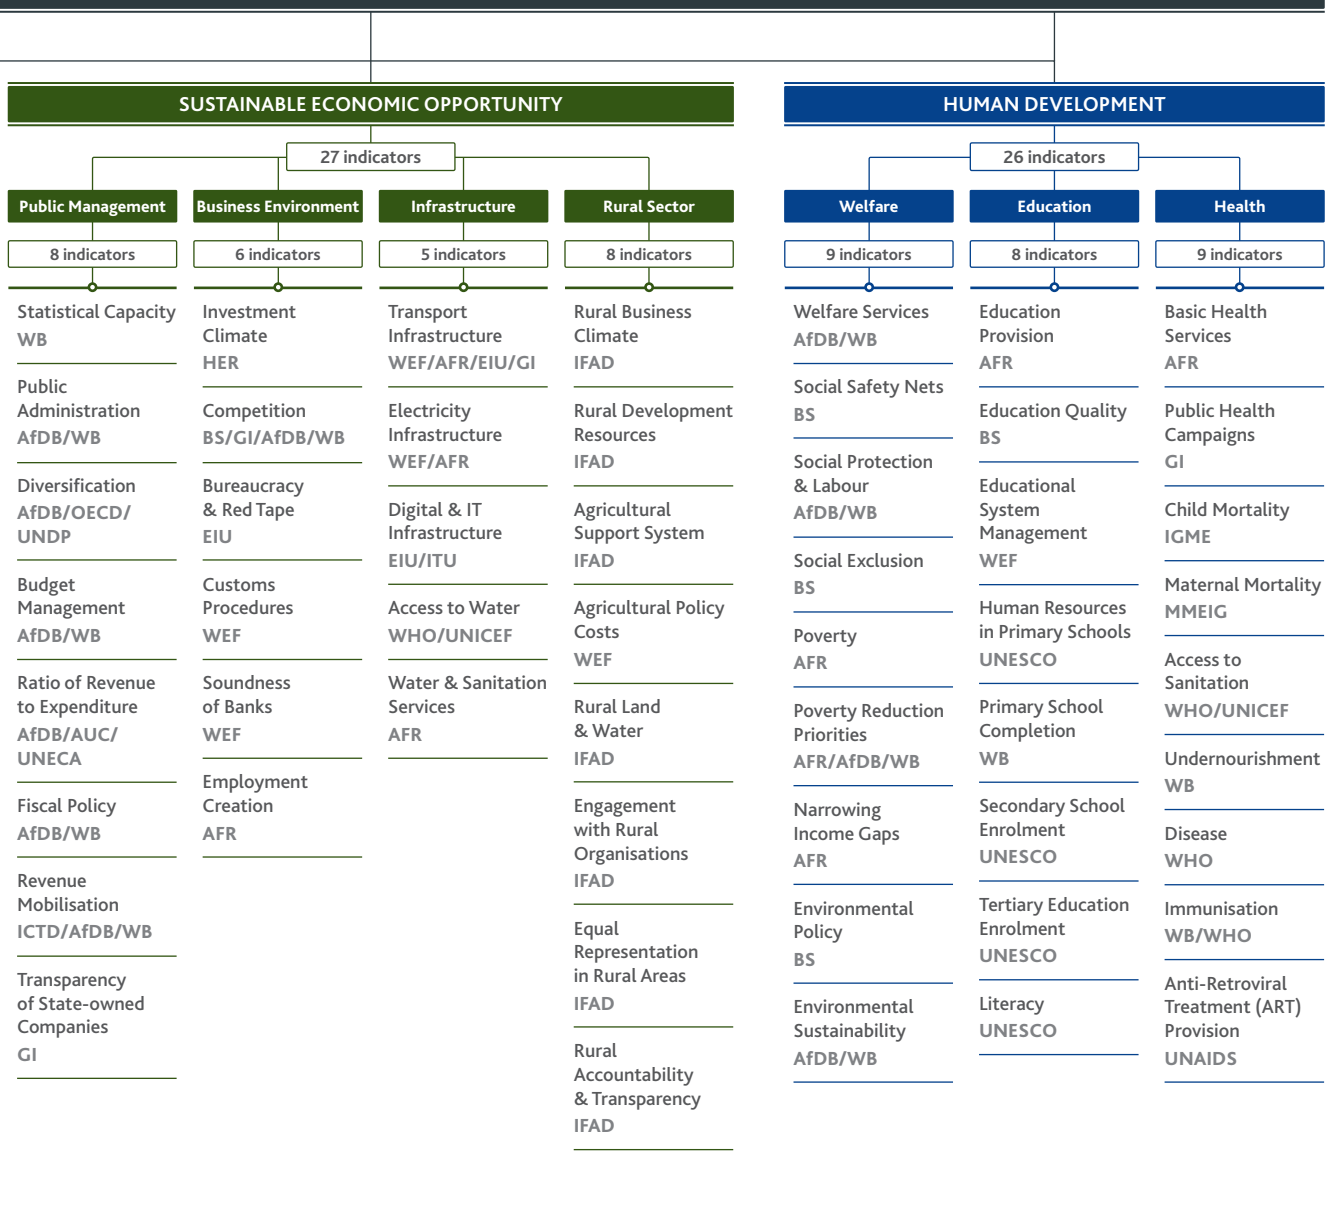 SUSTAINABLE ECONOMIC OPPORTUNITY
27 indicators
Public Management
8 indicators
Statistical Capacity
WB
Public
Administration
AfDB/WB
Diversification
AfDB/OECD/
UNDP
Budget
Management
AfDB/WB
Ratio of Revenue
to Expenditure
AfDB/AUC/
UNECA
Fiscal Policy
AfDB/WB
Revenue
Mobilisation
ICTD/AfDB/WB
Transparency
of State-owned
Companies
GI
Business Environment
6 indicators
Investment
Climate
HER
Competition
BS/GI/AfDB/WB
Bureaucracy
& Red Tape
EIU
Customs
Procedures
WEF
Soundness
of Banks
WEF
Employment
Creation
AFR
Infrastructure
5 indicators
Transport
Infrastructure
WEF/AFR/EIU/GI
Electricity
Infrastructure
WEF/AFR
Digital & IT
Infrastructure
EIU/ITU
Access to Water
WHO/UNICEF
Water & Sanitation
Services
AFR
Rural Sector
8 indicators
Rural Business
Climate
IFAD
Rural Development
Resources
IFAD
Agricultural
Support System
IFAD
Agricultural Policy
Costs
WEF
Rural Land
& Water
IFAD
Engagement
with Rural
Organisations
IFAD
Equal
Representation
in Rural Areas
IFAD
Rural
Accountability
& Transparency
IFAD
HUMAN DEVELOPMENT
26 indicators
Welfare
9 indicators
Welfare Services
AfDB/WB
Social Safety Nets
BS
Social Protection
& Labour
AfDB/WB
Social Exclusion
BS
Poverty
AFR
Poverty Reduction
Priorities
AFR/AfDB/WB
Narrowing
Income Gaps
AFR
Environmental
Policy
BS
Environmental
Sustainability
AfDB/WB
Education
8 indicators
Education
Provision
AFR
Education Quality
BS
Educational
System
Management
WEF
Human Resources
in Primary Schools
UNESCO
Primary School
Completion
WB
Secondary School
Enrolment
UNESCO
Tertiary Education
Enrolment
UNESCO
Literacy
UNESCO
Health
9 indicators
Basic Health
Services
AFR
Public Health
Campaigns
GI
Child Mortality
IGME
Maternal Mortality
MMEIG
Access to
Sanitation
WHO/UNICEF
Undernourishment
WB
Disease
WHO
Immunisation
WB/WHO
Anti-Retroviral
Treatment (ART)
Provision
UNAIDS